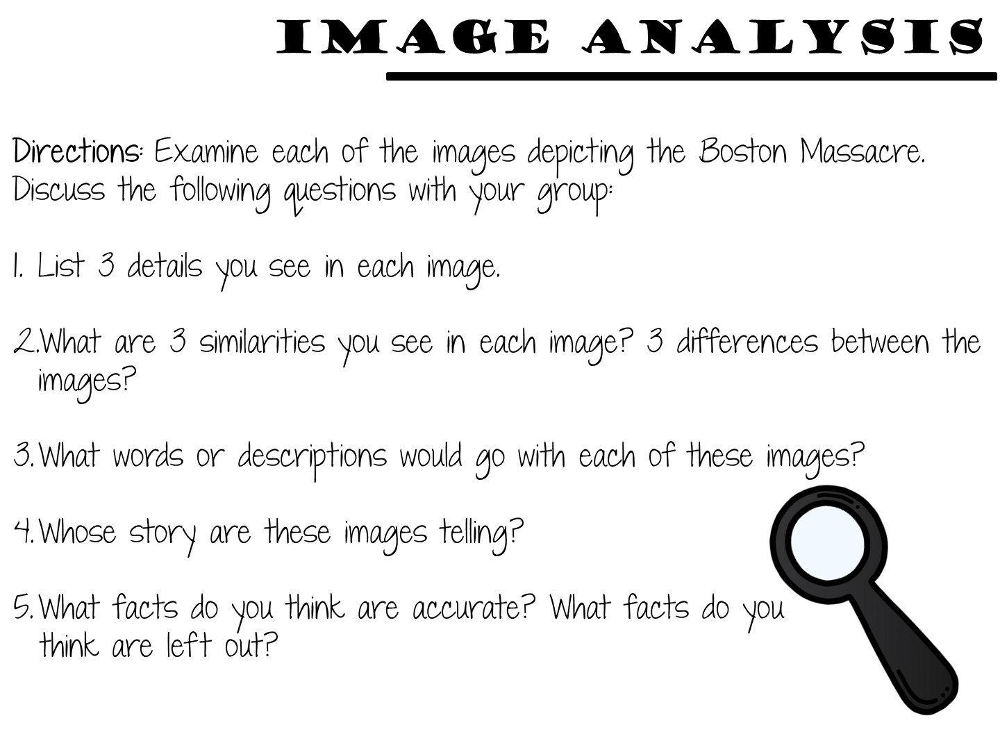 IMAGE ANALYSIS
Directions: Examine each of the images depicting the Boston Massacre.
Discuss the following questions with your group:
1. List 3 details you see in each image.
2.What are 3 similarities you see in each image? 3 differences between the
images?
3.What words or descriptions would go with each of these images?
4.Whose story are these images telling?
5.What facts do you think are accurate? What facts do you
think are left out?